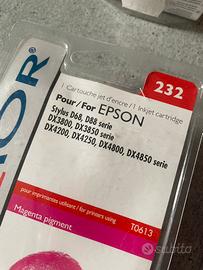 232
1 Cartouche jet d'encre / 1 Inkjet cartridge
Pour / For EPSON
Stylus D68, D88 serie
DX3800, DX3850 serie
DX4200, DX4250, DX4800, DX4850 serie
pour imprimantes utilisant / for printers using
T0613
Magenta pigment
subito